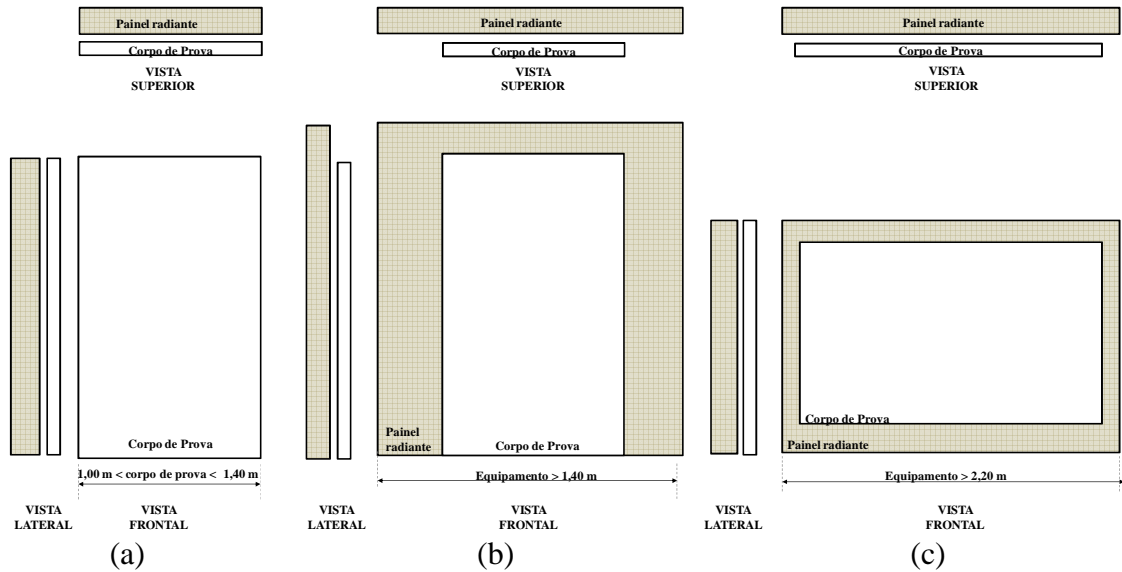 Painel radiante
Corpo de Prova
VISTA
SUPERIOR
Corpo de Prova
1,00 m < corpo de prova < 1,40 m
VISTA
LATERAL
VISTA
FRONTAL
(a)
Painel radiante
Corpo de Prova
VISTA
SUPERIOR
Painel
radiante
Corpo de Prova
Equipamento > 1,40 m
VISTA
LATERAL
VISTA
FRONTAL
(b)
Painel radiante
Corpo de Prova
VISTA
SUPERIOR
Corpo de Prova
Painel radiante
Equipamento > 2,20 m
VISTA
LATERAL
VISTA
FRONTAL
(c)